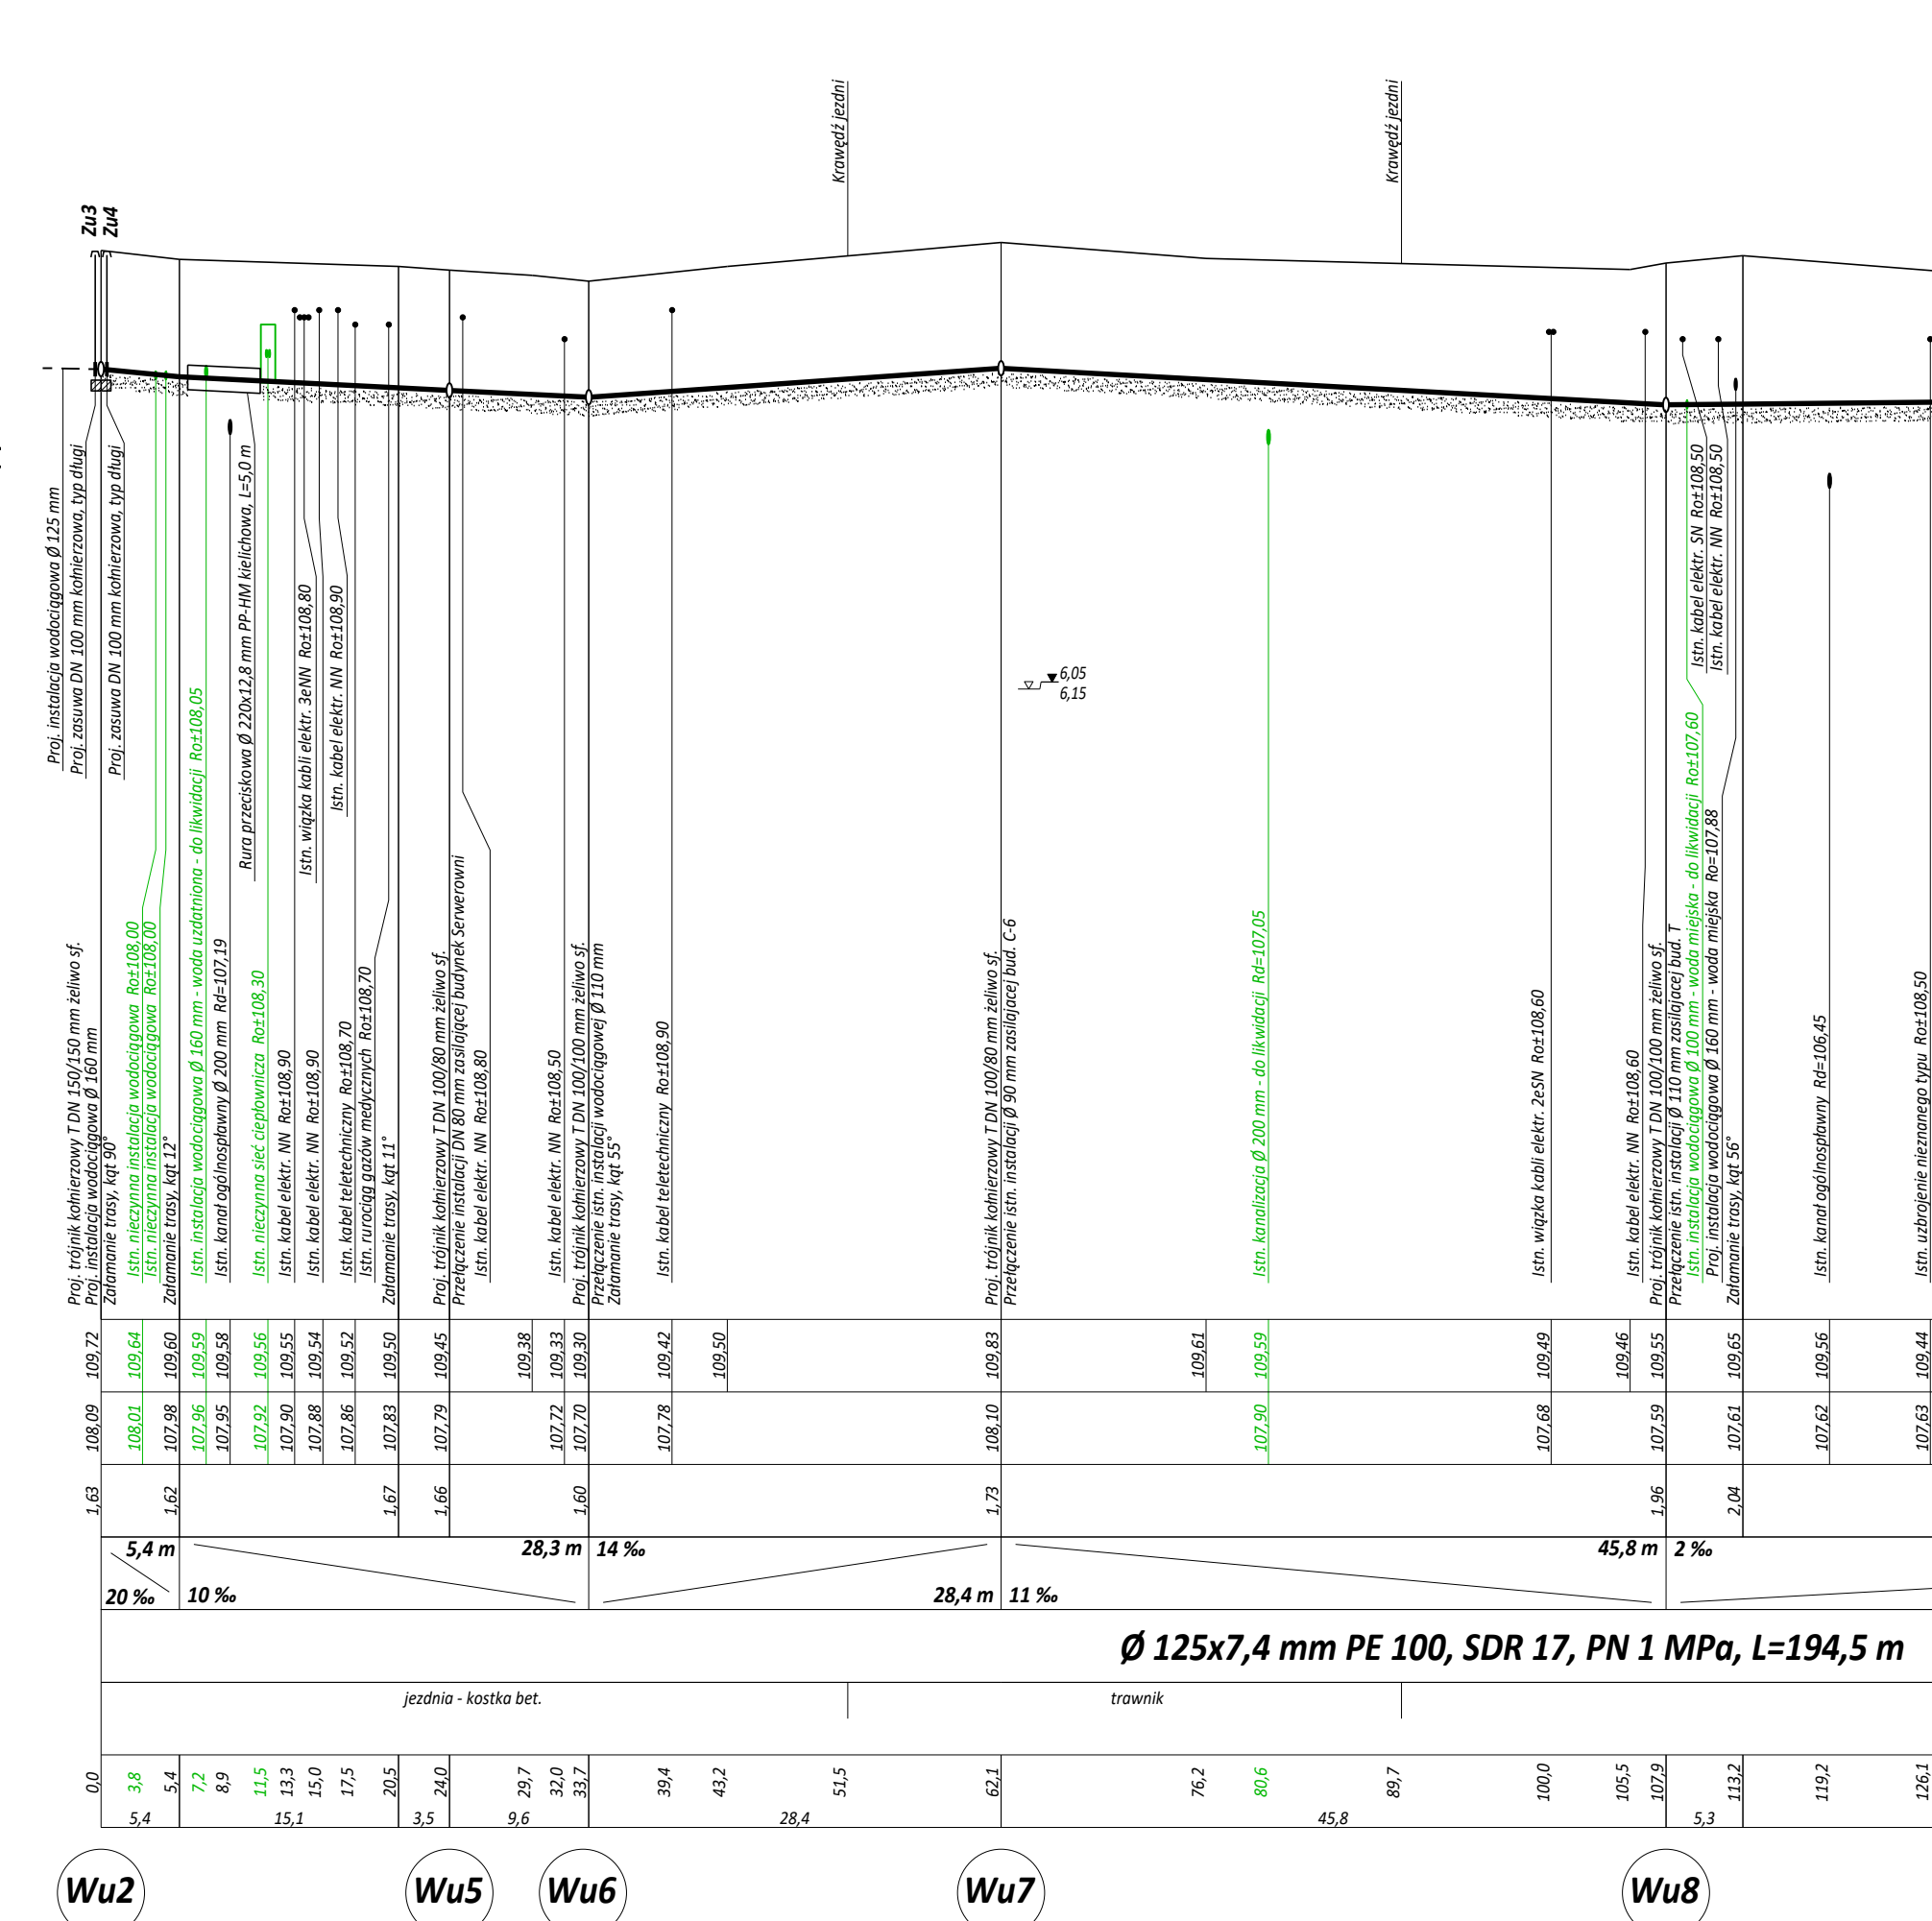 Krawędź jezdni
Krawędź jezdni
Zu3
Zu4
6,05
6,15
Proj. instalacja wodociągowa Ø 125 mm
Proj. zasuwa DN 100 mm kołnierzowa, typ długi
Proj. zasuwa DN 100 mm kołnierzowa, typ długi
Istn. instalacja wodociągowa Ø 160 mm - woda uzdatniona - do likwidacji Ro±108,05
Rura przeciskowa Ø 220x12,8 mm PP-HM kielichowa, L=5,0 m
Istn. wiązka kabli elektr. 3eNN Ro±108,80
Istn. kabel elektr. NN Ro±108,90
Istn. kabel elektr. SN Ro±108,50
Istn. kabel elektr. NN Ro±108,50
Proj. trójnik kołnierzowy T DN 150/150 mm żeliwo sf.
Proj. instalacja wodociągowa Ø 160 mm
Załamanie trasy, kąt 90°
Istn. nieczynna instalacja wodociągowa Ro±108,00
Istn. nieczynna instalacja wodociągowa Ro±108,00
Załamanie trasy, kąt 12°
Istn. kanał ogólnospławny Ø 200 mm Rd=107,19
Istn. nieczynna sieć ciepłownicza Ro±108,30
Istn. kabel elektr. NN Ro±108,90
Istn. kabel elektr. NN Ro±108,90
Istn. kabel teletechniczny Ro±108,70
Istn. rurociąg gazów medycznych Ro±108,70
Załamanie trasy, kąt 11°
Proj. trójnik kołnierzowy T DN 100/80 mm żeliwo sf.
Przełączenie instalacji DN 80 mm zasilającej budynek Serwerowni
Istn. kabel elektr. NN Ro±108,80
Istn. kabel elektr. NN Ro±108,50
Proj. trójnik kołnierzowy T DN 100/100 mm żeliwo sf.
Przełączenie istn. instalacji wodociągowej Ø 110 mm
Załamanie trasy, kąt 55°
Istn. kabel teletechniczny Ro±108,90
Proj. trójnik kołnierzowy T DN 100/80 mm żeliwo sf.
Przełączenie istn. instalacji Ø 90 mm zasilajacej bud. C-6
Istn. kanalizacja Ø 200 mm - do likwidacji Rd=107,05
Istn. wiązka kabli elektr. 2eSN Ro±108,60
Istn. kabel elektr. NN Ro±108,60
Proj. trójnik kołnierzowy T DN 100/100 mm żeliwo sf.
Przełączenie istn. instalacji Ø 110 mm zasilajacej bud. T
Istn. instalacja wodociągowa Ø 100 mm - woda miejska - do likwidacji Ro±107,60
Proj. instalacja wodociągowa Ø 160 mm - woda miejska Ro=107,88
Załamanie trasy, kąt 56°
Istn. kanał ogólnospławny Rd=106,45
Istn. uzbrojenie nieznanego typu Ro±108,50
109,72 109,64 109,60 109,59 109,58 109,56 109,55 109,54 109,52 109,50 109,45 109,38 109,33 109,30 109,42 109,50 109,83 109,61 109,59 109,49 109,46 109,55 109,65 109,56 109,44
108,09 108,01 107,98 107,96 107,95 107,92 107,90 107,88 107,86 107,83 107,79 107,72 107,70 107,78 108,10 107,90 107,68 107,59 107,61 107,62 107,63
1,63 1,62 1,67 1,66 1,60 1,73 1,96 2,04
5,4 m 28,3 m 14 ‰ 45,8 m 2 ‰
20 ‰ 10 ‰ 28,4 m 11 ‰
Ø 125x7,4 mm PE 100, SDR 17, PN 1 MPa, L=194,5 m
jezdnia - kostka bet. trawnik
0,0 3,8 5,4 7,2 8,9 11,5 13,3 15,0 17,5 20,5 24,0 29,7 32,0 33,7 39,4 43,2 51,5 62,1 76,2 80,6 89,7 100,0 105,5 107,9 113,2 119,2 126,1
5,4 15,1 3,5 9,6 28,4 45,8 5,3
Wu2 Wu5 Wu6 Wu7 Wu8